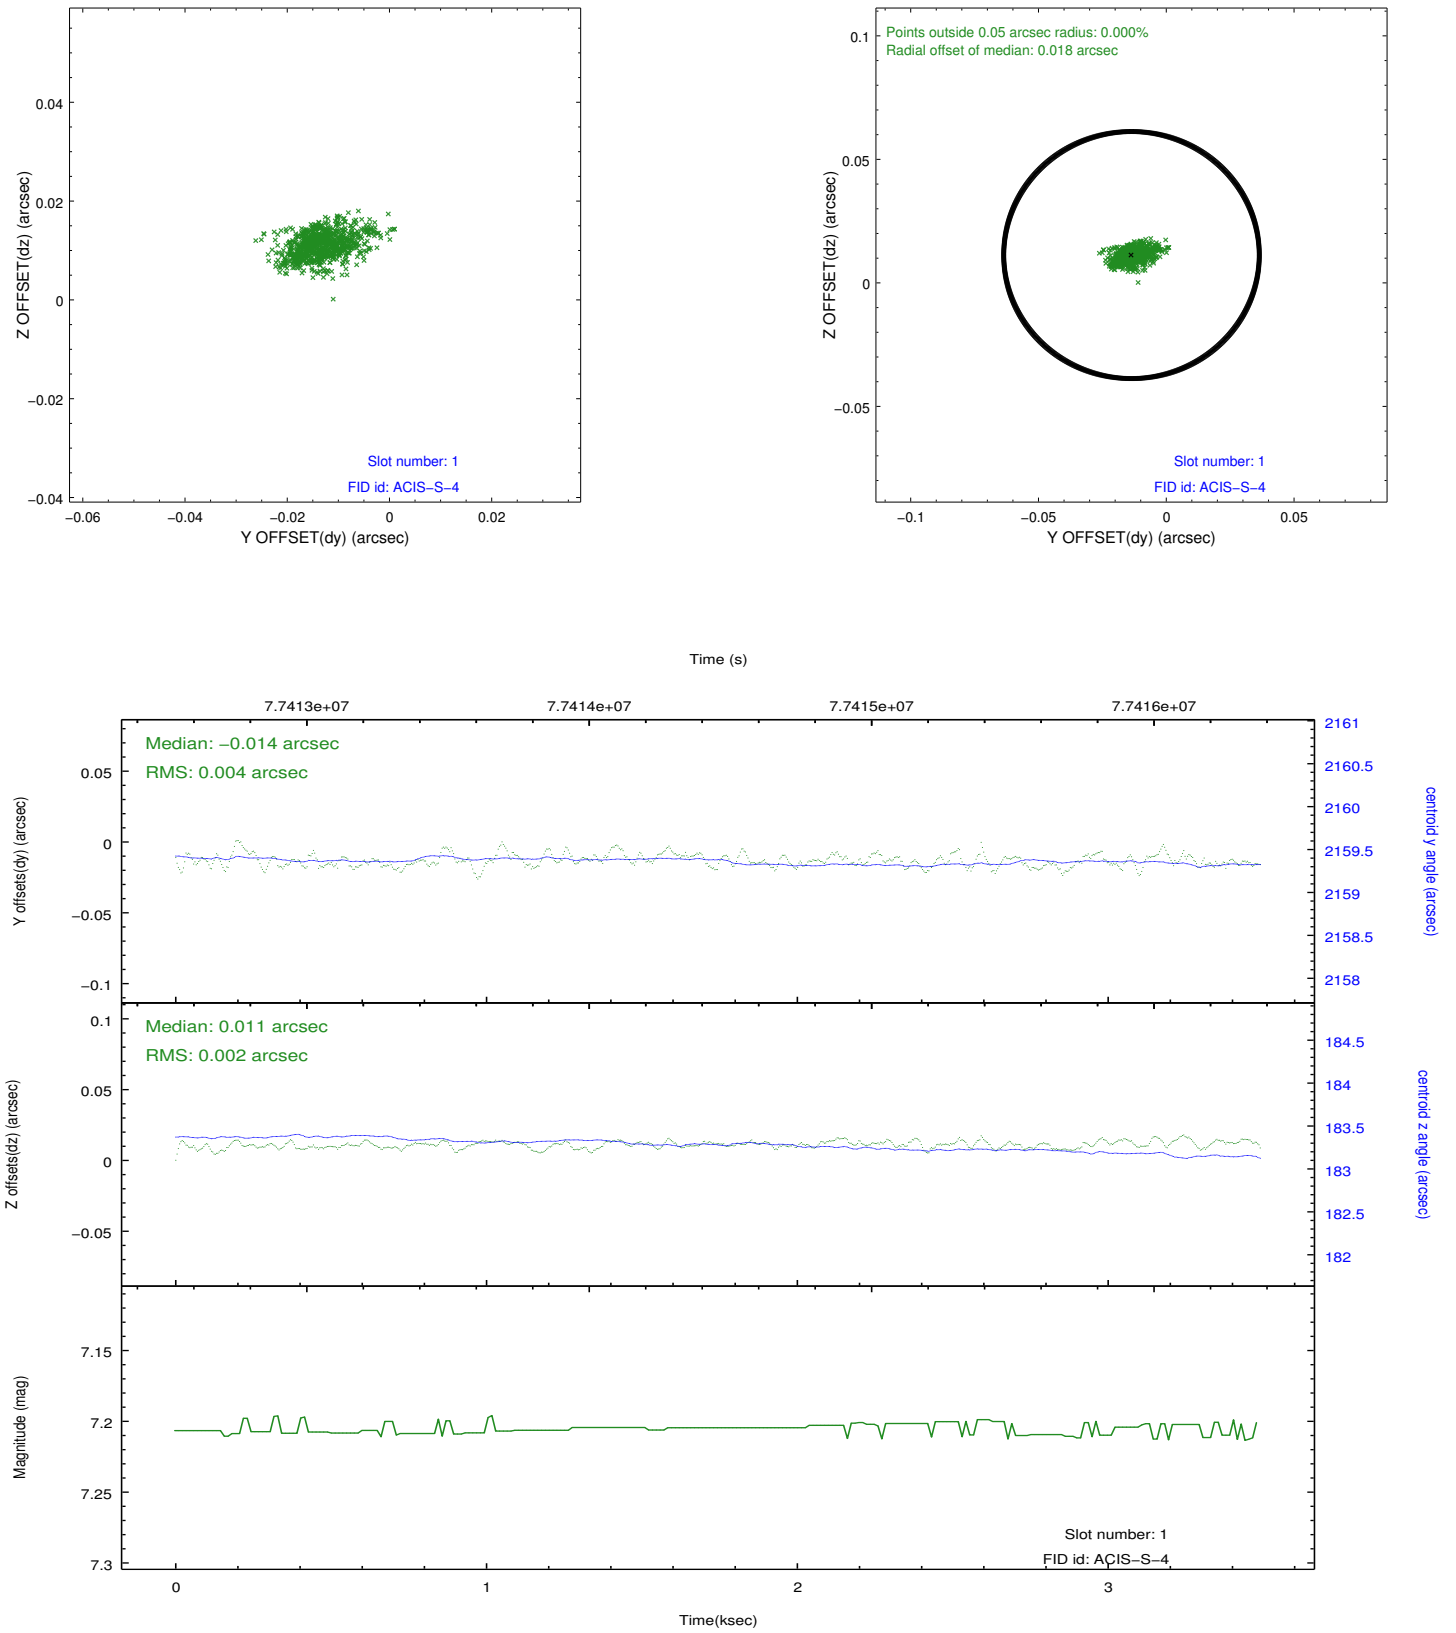 0.04
0.02
0
−0.02
−0.04
Z OFFSET(dz) (arcsec)
Slot number: 1
FID id: ACIS−S−4
−0.06
−0.04
−0.02
0
0.02
Y OFFSET(dy) (arcsec)
Points outside 0.05 arcsec radius: 0.000%
Radial offset of median: 0.018 arcsec
0.1
0.05
0
−0.05
Z OFFSET(dz) (arcsec)
Slot number: 1
FID id: ACIS−S−4
−0.1
−0.05
0
0.05
Y OFFSET(dy) (arcsec)
Time (s)
7.7413e+07
7.7414e+07
7.7415e+07
7.7416e+07
Median: −0.014 arcsec
RMS: 0.004 arcsec
0.05
0
−0.05
−0.1
Y offsets(dy) (arcsec)
2161
2160.5
2160
2159.5
2159
2158.5
2158
centroid y angle (arcsec)
Median: 0.011 arcsec
RMS: 0.002 arcsec
0.1
0.05
0
−0.05
Z offsets(dz) (arcsec)
184.5
184
183.5
183
182.5
182
centroid z angle (arcsec)
7.15
7.2
7.25
7.3
Magnitude (mag)
Slot number: 1
FID id: ACIS−S−4
0
1
2
3
Time(ksec)